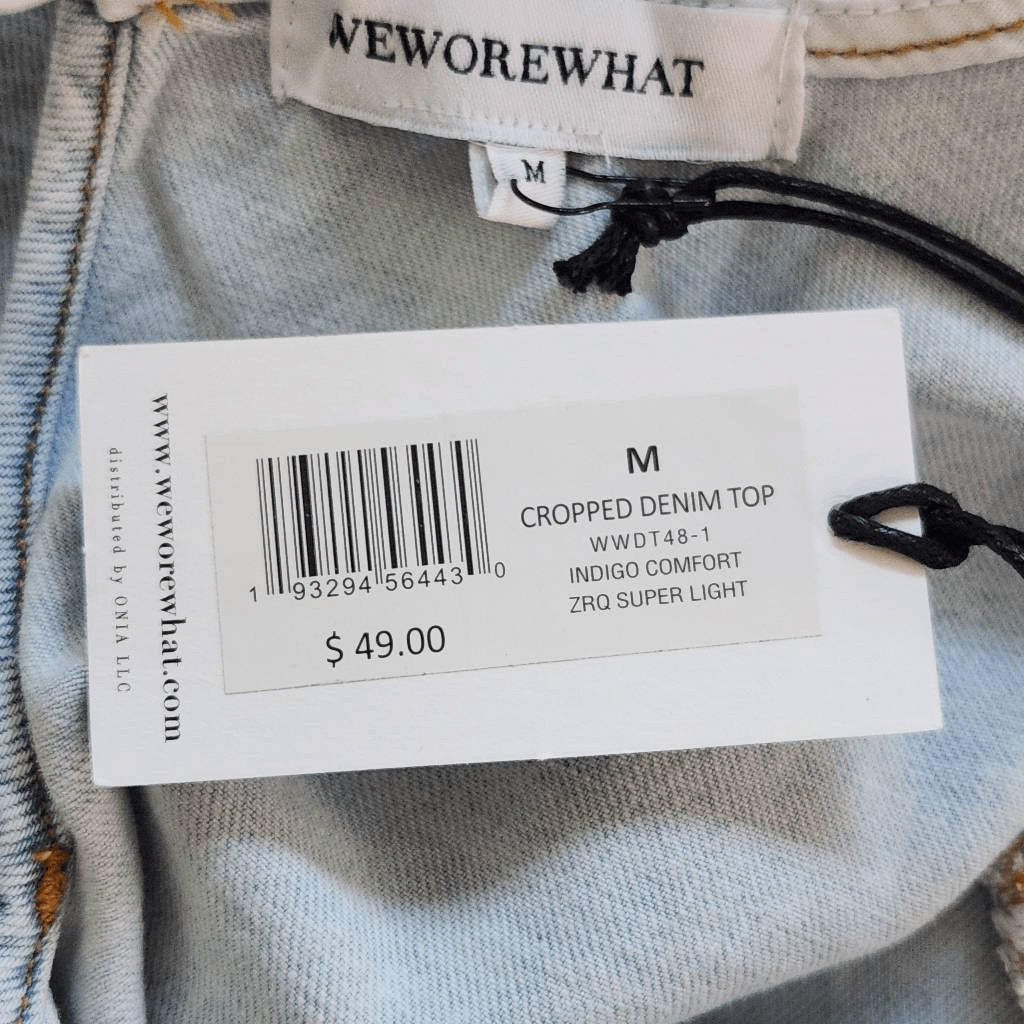 WEWOREWHAT
M
www.weworewhat.com
distributed by ONIA LLC
1 93294 56443 0
$ 49.00
M
CROPPED DENIM TOP
WWDT48-1
INDIGO COMFORT
ZRQ SUPER LIGHT